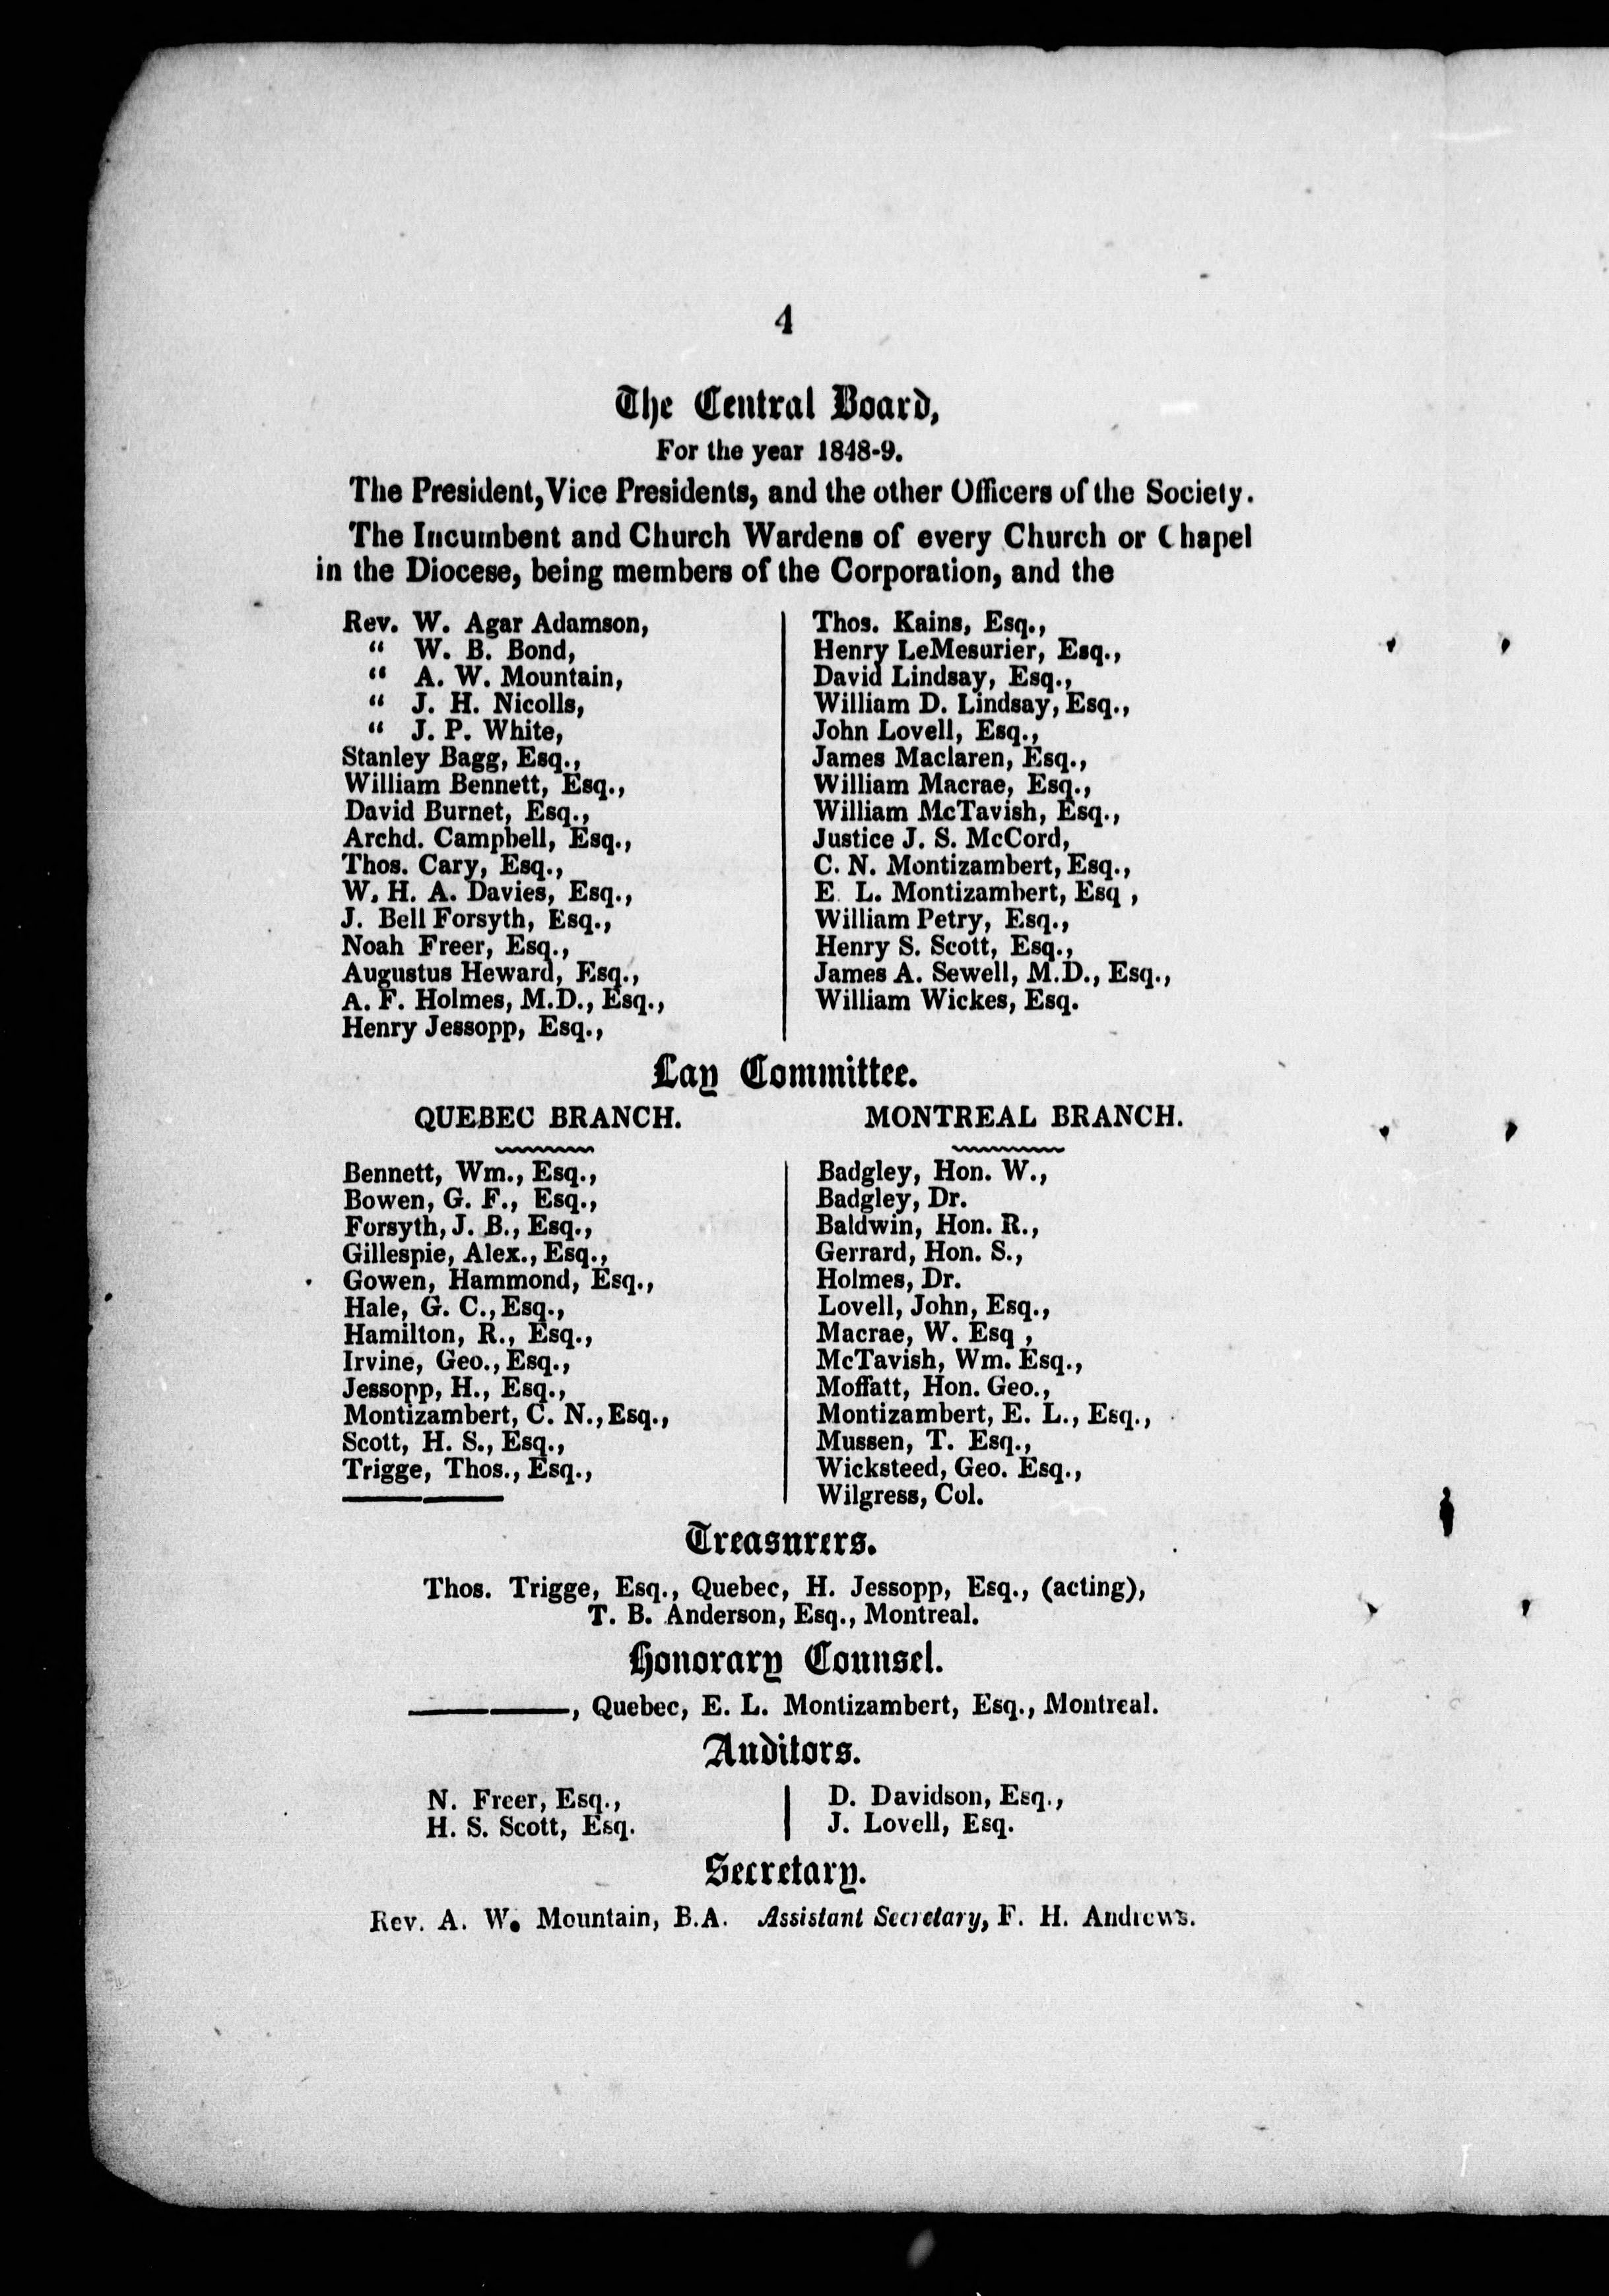 4
The Central Board,
For the year 1848-9.
The President, Vice Presidents, and the other Officers of the Society.
The Incumbent and Church Wardens of every Church or Chapel
in the Diocese, being members of the Corporation, and the
Rev. W. Agar Adamson,
“ W. B. Bond,
“ A. W. Mountain,
“ J. H. Nicolls,
“ J. P. White,
Stanley Bagg, Esq.,
William Bennett, Esq.,
David Burnet, Esq.,
Archd. Campbell, Esq.,
Thos. Cary, Esq.,
W. H. A. Davies, Esq.,
J. Bell Forsyth, Esq.,
Noah Freer, Esq.,
Augustus Heward, Esq.,
A. F. Holmes, M.D., Esq.,
Henry Jessopp, Esq.,
Thos. Kains, Esq.,
Henry LeMesurier, Esq.,
David Lindsay, Esq.,
William D. Lindsay, Esq.,
John Lovell, Esq.,
James Maclaren, Esq.,
William Macrae, Esq.,
William McTavish, Esq.,
Justice J. S. McCord,
C. N. Montizambert, Esq.,
E. L. Montizambert, Esq ,
William Petry, Esq.,
Henry S. Scott, Esq.,
James A. Sewell, M.D., Esq.,
William Wickes, Esq.
Lay Committee.
QUEBEC BRANCH.
Bennett, Wm., Esq.,
Bowen, G. F., Esq.,
Forsyth, J. B., Esq.,
Gillespie, Alex., Esq.,
Gowen, Hammond, Esq.,
Hale, G. C., Esq.,
Hamilton, R., Esq.,
Irvine, Geo., Esq.,
Jessopp, H., Esq.,
Montizambert, C. N., Esq.,
Scott, H. S., Esq.,
Trigge, Thos., Esq.,
MONTREAL BRANCH.
Badgley, Hon. W.,
Badgley, Dr.
Baldwin, Hon. R.,
Gerrard, Hon. S.,
Holmes, Dr.
Lovell, John, Esq.,
Macrae, W. Esq ,
McTavish, Wm. Esq.,
Moffatt, Hon. Geo.,
Montizambert, E. L., Esq.,
Mussen, T. Esq.,
Wicksteed, Geo. Esq.,
Wilgress, Col.
Treasurers.
Thos. Trigge, Esq., Quebec, H. Jessopp, Esq., (acting),
T. B. Anderson, Esq., Montreal.
Honorary Counsel.
——, Quebec, E. L. Montizambert, Esq., Montreal.
Auditors.
N. Freer, Esq.,
H. S. Scott, Esq.
D. Davidson, Esq.,
J. Lovell, Esq.
Secretary.
Rev. A. W. Mountain, B.A. Assistant Secretary, F. H. Andrews.